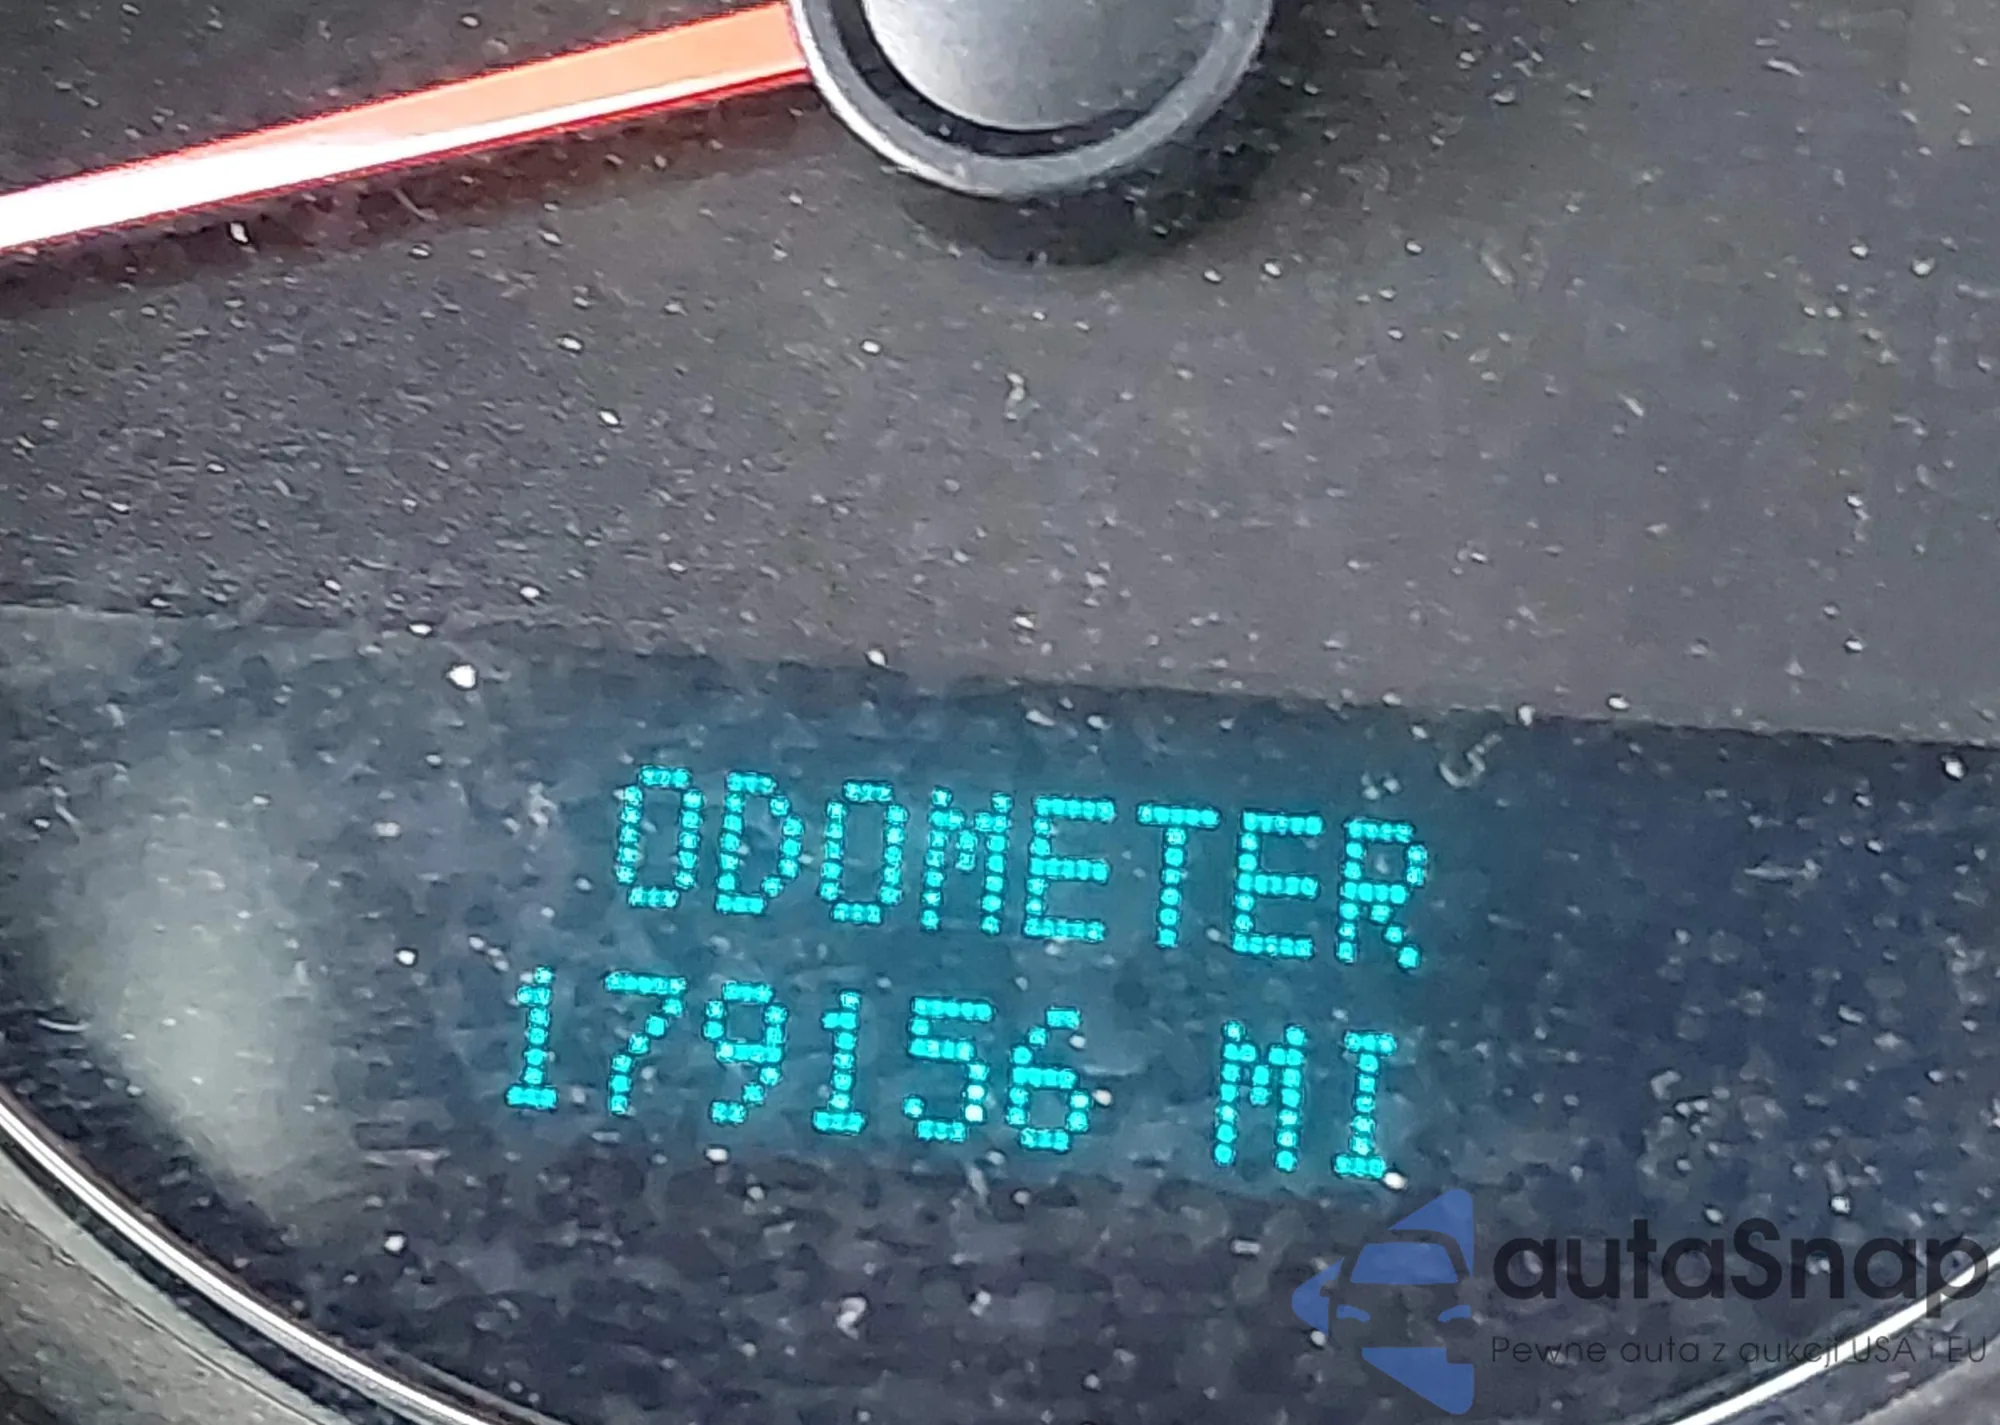 ODOMETER
179156 MI
autaSnap
Pewne auta z aukcji USA i EU